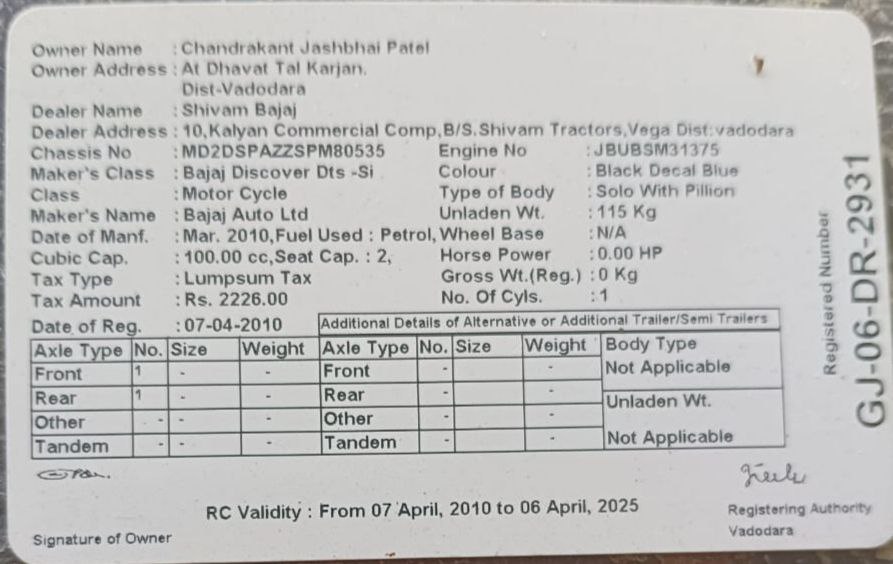 Owner Name : Chandrakant Jashbhai Patel
Owner Address : At Dhavat Tal Karjan.
Dist-Vadodara
Dealer Name : Shivam Bajaj
Dealer Address : 10,Kalyan Commercial Comp,B/S.Shivam Tractors,Vega Dist:vadodara
Chassis No : MD2DSPAZZSPM80535 Engine No : JBUBSM31375
Maker's Class : Bajaj Discover Dts -Si Colour : Black Decal Blue
Class : Motor Cycle Type of Body : Solo With Pillion
Maker's Name : Bajaj Auto Ltd Unladen Wt. : 115 Kg
Date of Manf. : Mar. 2010,Fuel Used : Petrol, Wheel Base : N/A
Cubic Cap. : 100.00 cc,Seat Cap. : 2, Horse Power : 0.00 HP
Tax Type : Lumpsum Tax Gross Wt.(Reg.) : 0 Kg
Tax Amount : Rs. 2226.00 No. Of Cyls. : 1
Date of Reg. : 07-04-2010 Additional Details of Alternative or Additional Trailer/Semi Trailers
Axle Type No. Size Weight Axle Type No. Size Weight Body Type
Front 1 - - Front - - Not Applicable
Rear 1 - - Rear - - Unladen Wt.
Other - - - Other - -
Tandem - - - Tandem - - Not Applicable
RC Validity : From 07 April, 2010 to 06 April, 2025
Signature of Owner
Registering Authority
Vadodara
Registered Number
GJ-06-DR-2931